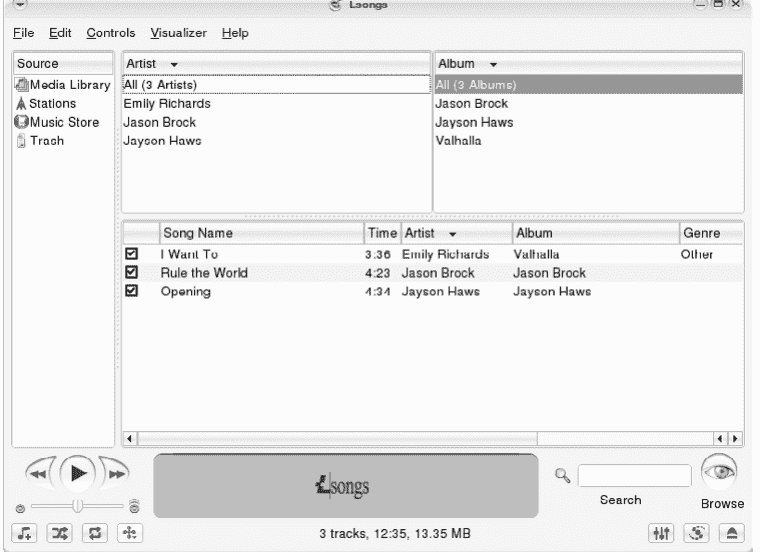 Lsongs
File Edit Controls Visualizer Help
Source
Media Library
Stations
Music Store
Trash
Artist
All (3 Artists)
Emily Richards
Jason Brock
Jayson Haws
Album
All (3 Albums)
Jason Brock
Jayson Haws
Valhalla
Song Name Time Artist Album Genre
I Want To 3:36 Emily Richards Valhalla Other
Rule the World 4:23 Jason Brock Jason Brock
Opening 4:34 Jayson Haws Jayson Haws
Lsongs
Search
Browse
3 tracks, 12:35, 13.35 MB